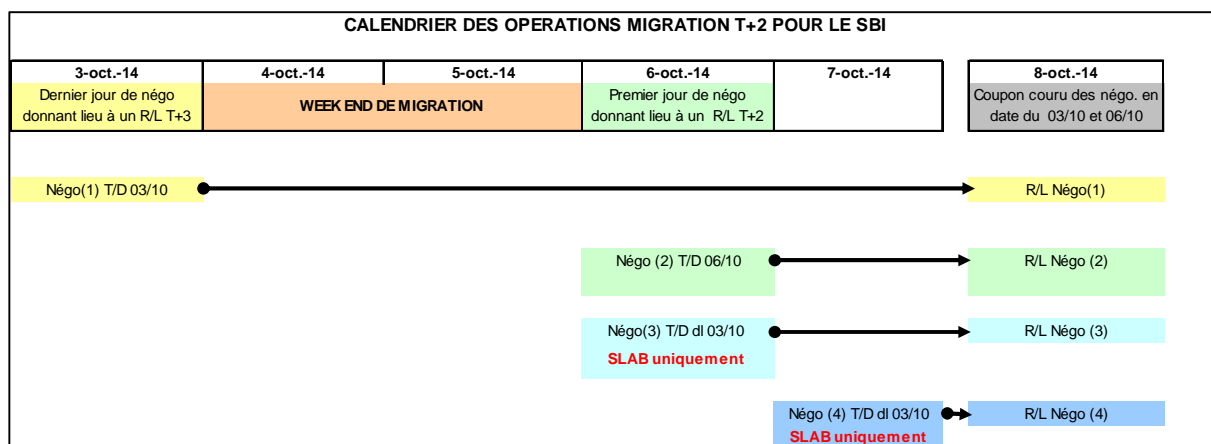 CALENDRIER DES OPERATIONS MIGRATION T+2 POUR LE SBI
3-oct.-14 4-oct.-14 5-oct.-14 6-oct.-14 7-oct.-14 8-oct.-14
Dernier jour de négo
donnant lieu à un R/L T+3
WEEK END DE MIGRATION
Premier jour de négo
donnant lieu à un R/L T+2
Coupon couru des négo. en
date du 03/10 et 06/10
Négo(1) T/D 03/10 R/L Négo(1)
Négo (2) T/D 06/10 R/L Négo (2)
Négo(3) T/D dl 03/10 R/L Négo (3)
SLAB uniquement
Négo (4) T/D dl 03/10 R/L Négo (4)
SLAB uniquement